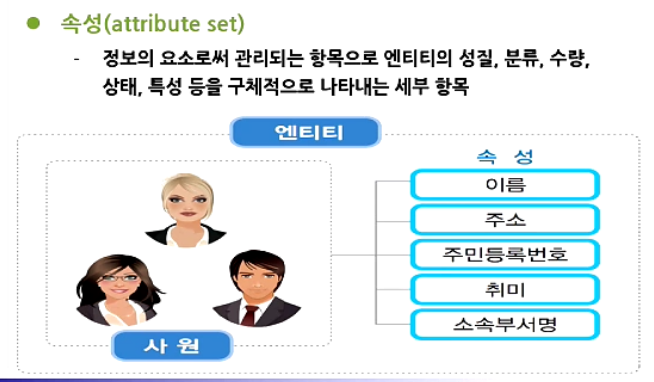 ● 속성(attribute set)
- 정보의 요소로써 관리되는 항목으로 엔티티의 성질, 분류, 수량,
상태, 특성 등을 구체적으로 나타내는 세부 항목
엔티티
속 성
이름
주소
주민등록번호
취미
소속부서명
사 원